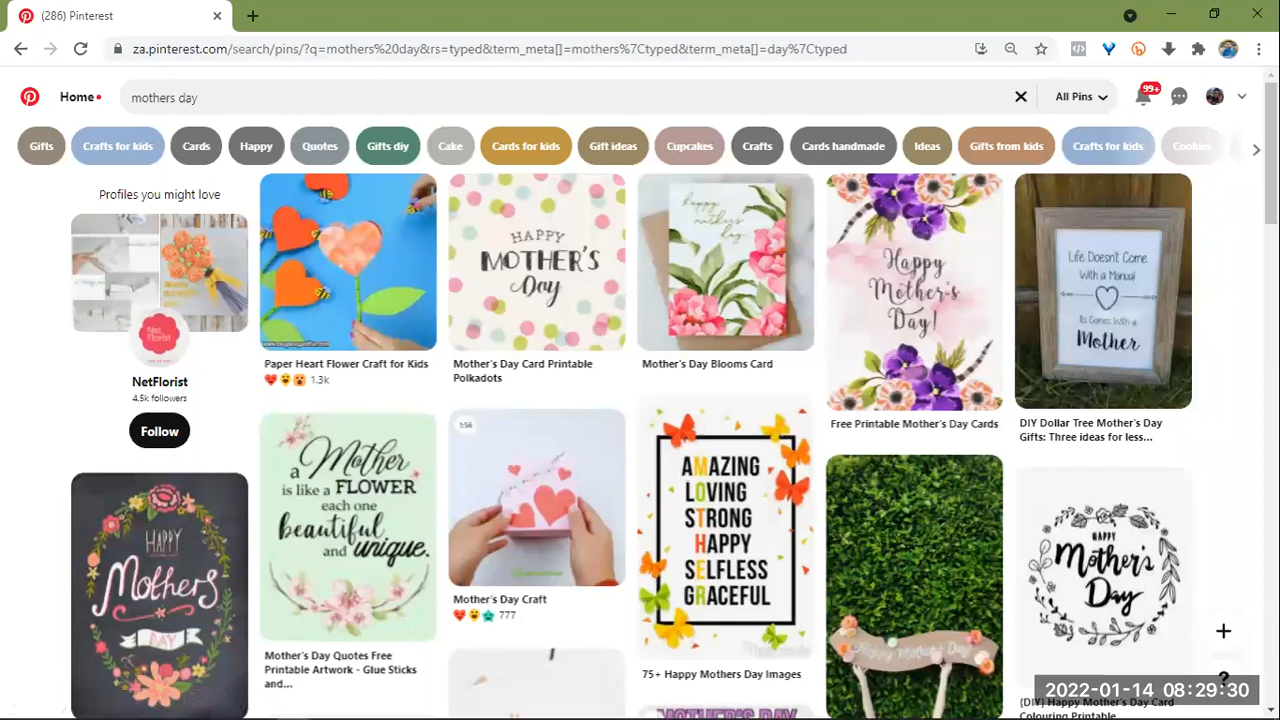 (286) Pinterest
za.pinterest.com/search/pins/?q=mothers%20day&rs=typed&term_meta[]=mothers%7Ctyped&term_meta[]=day%7Ctyped
Home
mothers day
All Pins
99+
Gifts
Crafts for kids
Cards
Happy
Quotes
Gifts diy
Cake
Cards for kids
Gift ideas
Cupcakes
Crafts
Cards handmade
Ideas
Gifts from kids
Crafts for kids
Cookies
Profiles you might love
NetFlorist
4.5k followers
Follow
HAPPY
Mothers
DAY
Paper Heart Flower Craft for Kids
1.3k
a Mother
is like a FLOWER
each one
beautiful
and unique.
Mother's Day Quotes Free
Printable Artwork - Glue Sticks
and...
HAPPY
MOTHER'S
Day
Mother's Day Card Printable
Polkadots
1:56
Mother's Day Craft
777
happy
mothers
day
Mother's Day Blooms Card
AMAZING
LOVING
STRONG
HAPPY
SELFLESS
GRACEFUL
75+ Happy Mothers Day Images
MOTHER'S DAY
Happy
Mother's
Day!
Free Printable Mother's Day Cards
Happy Mothers Day
Life Doesn't Come
With a Manual
Its Comes With a
Mother
DIY Dollar Tree Mother's Day
Gifts: Three ideas for less...
HAPPY
Mother's
Day
(DIY) Happy Mother's Day Card
Colouring Printable
?
2022-01-14 08:29:30